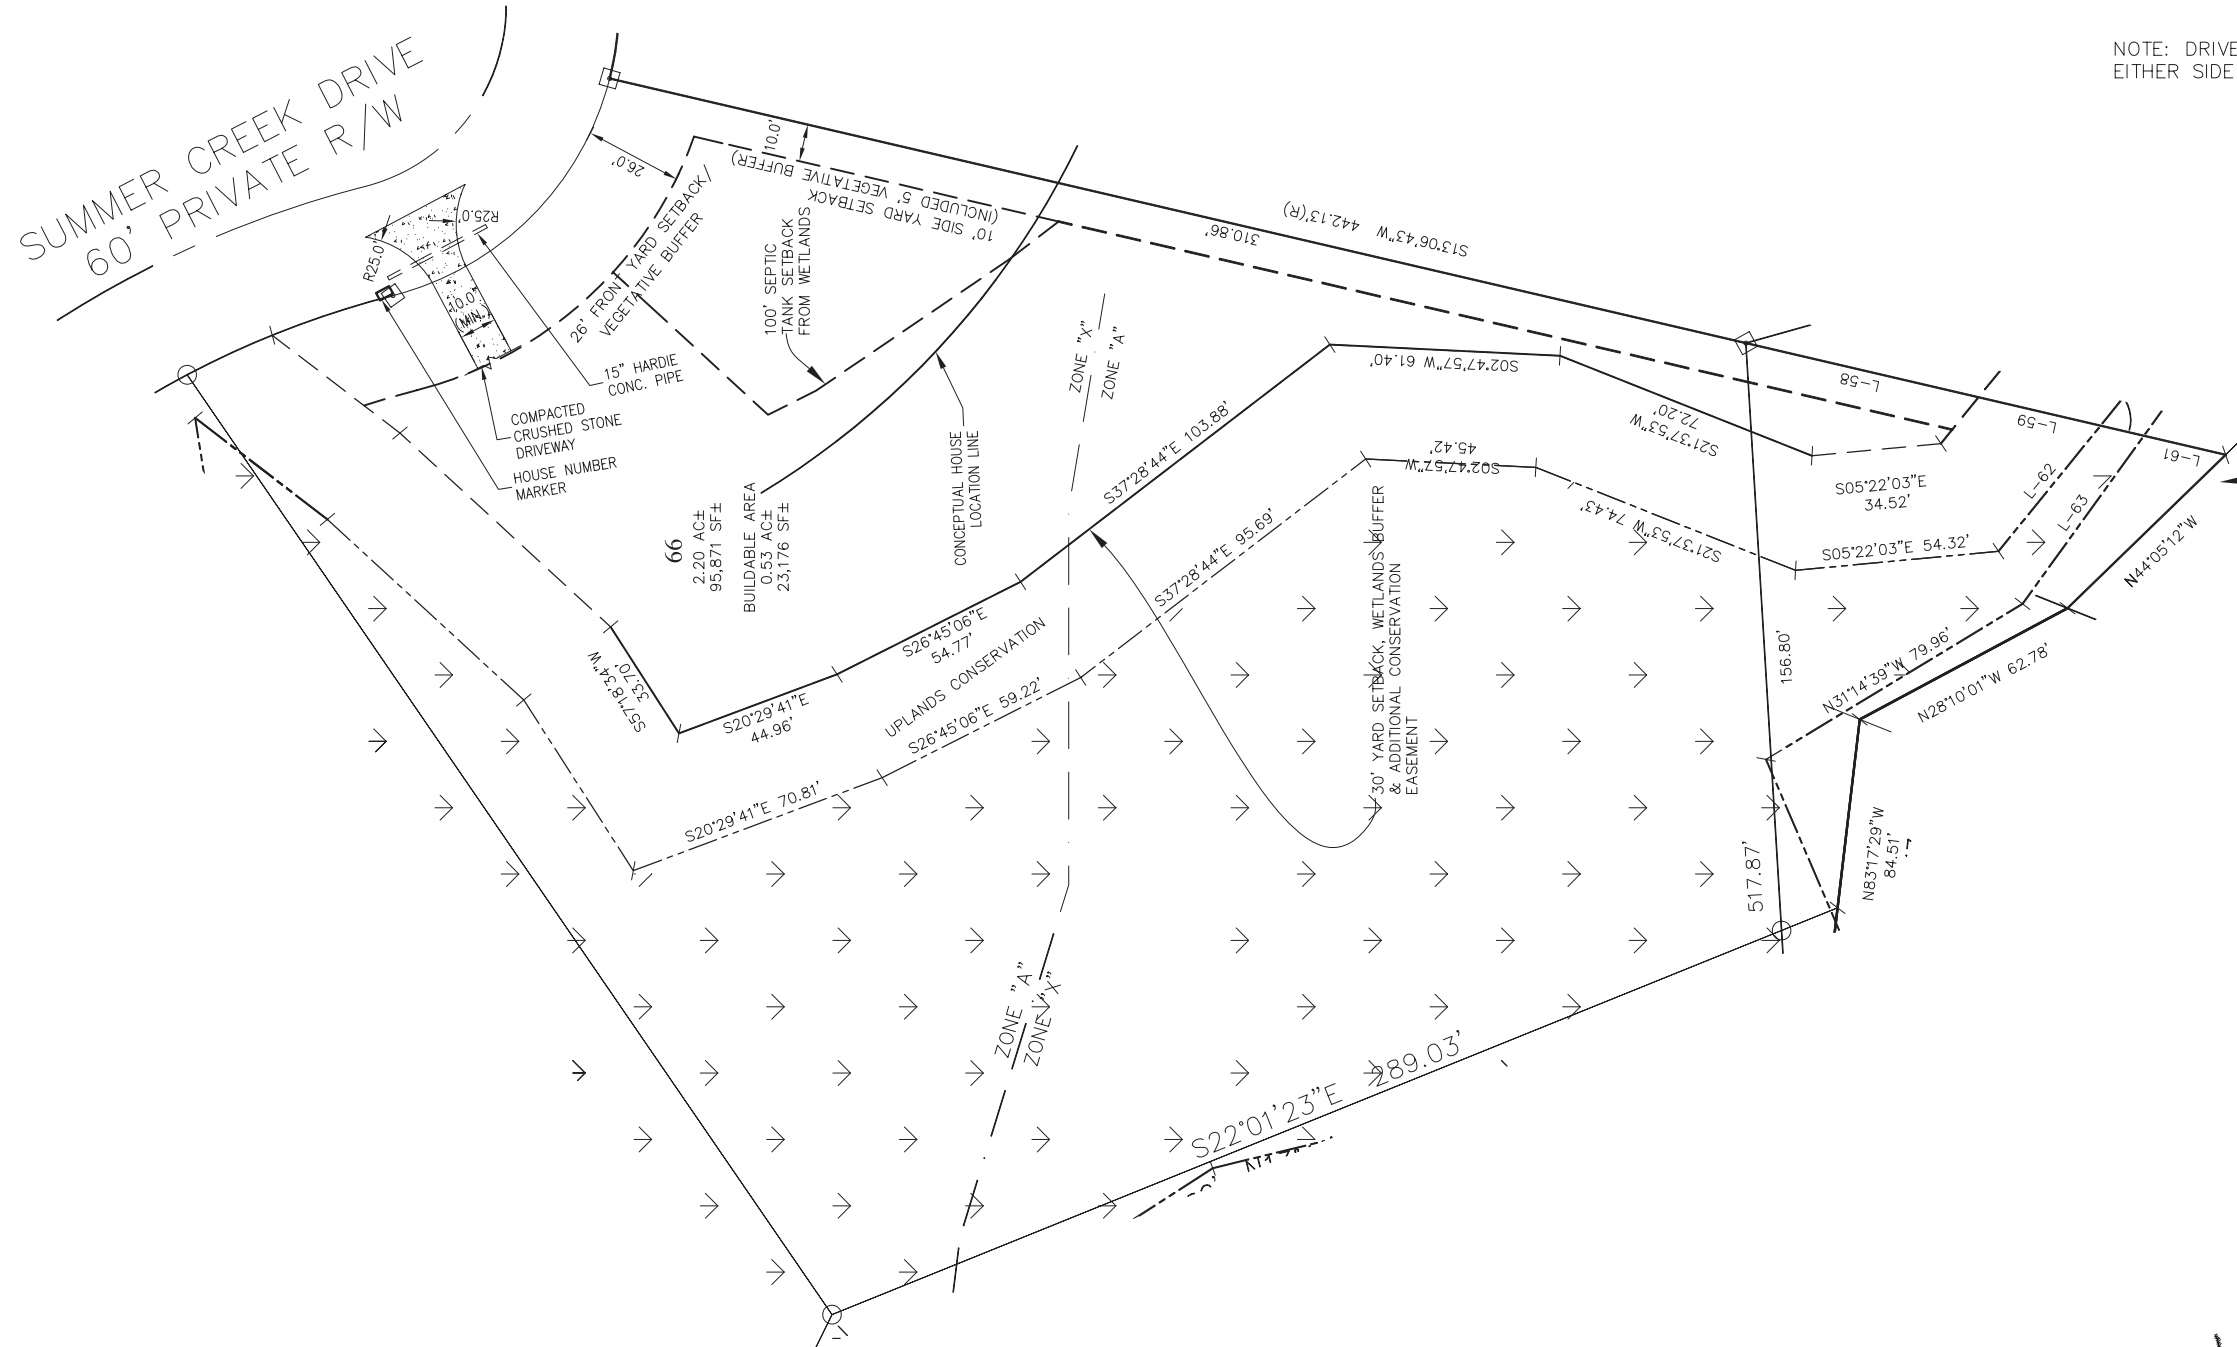 NOTE: DRIVE
EITHER SIDE
SUMMER CREEK DRIVE
60' PRIVATE R/W
R25.0'
R25.0'
10.0'
(MIN.)
26.0'
10.0'
10' SIDE YARD SETBACK
(INCLUDED 5' VEGETATIVE BUFFER)
26' FRONT YARD SETBACK/
VEGETATIVE BUFFER
100' SEPTIC
TANK SETBACK
FROM WETLANDS
15" HARDIE
CONC. PIPE
COMPACTED
CRUSHED STONE
DRIVEWAY
HOUSE NUMBER
MARKER
S13°06'43"W 442.13'(R)
310.86'
ZONE "X"
ZONE "A"
CONCEPTUAL HOUSE
LOCATION LINE
66
2.20 AC±
95,871 SF±
BUILDABLE AREA
0.53 AC±
23,176 SF±
S02°47'57"W 61.40'
S37°28'44"E 103.88'
S21°37'53"W
72.20'
L-58
L-59
L-61
L-62
L-63
S05°22'03"E
34.52'
S02°47'57"W
45.42'
S21°37'53"W 74.43'
S05°22'03"E 54.32'
S37°28'44"E 95.69'
N44°05'12"W
S57°18'34"W
33.70'
S20°29'41"E
44.96'
S26°45'06"E
54.77'
UPLANDS CONSERVATION
S26°45'06"E 59.22'
S20°29'41"E 70.81'
30' YARD SETBACK, WETLANDS BUFFER
& ADDITIONAL CONSERVATION
EASEMENT
156.80'
N31°14'39"W 79.96'
N28°10'01"W 62.78'
N83°17'29"W
84.51'
517.87'
ZONE "A"
ZONE "X"
S22°01'23"E 289.03'